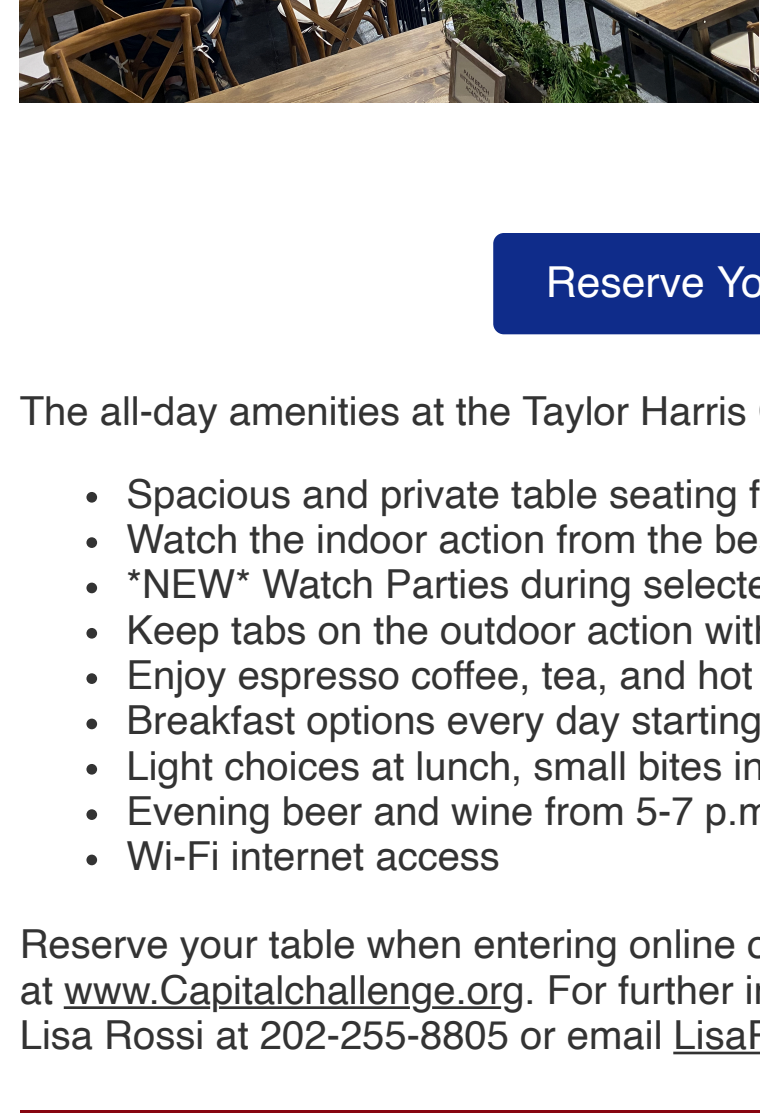 Reserve Yo
The all-day amenities at the Taylor Harris
• Spacious and private table seating f
• Watch the indoor action from the be
• *NEW* Watch Parties during selecte
• Keep tabs on the outdoor action with
• Enjoy espresso coffee, tea, and hot
• Breakfast options every day starting
• Light choices at lunch, small bites in
• Evening beer and wine from 5-7 p.m
• Wi-Fi internet access
Reserve your table when entering online o
at www.Capitalchallenge.org. For further i
Lisa Rossi at 202-255-8805 or email Lisa